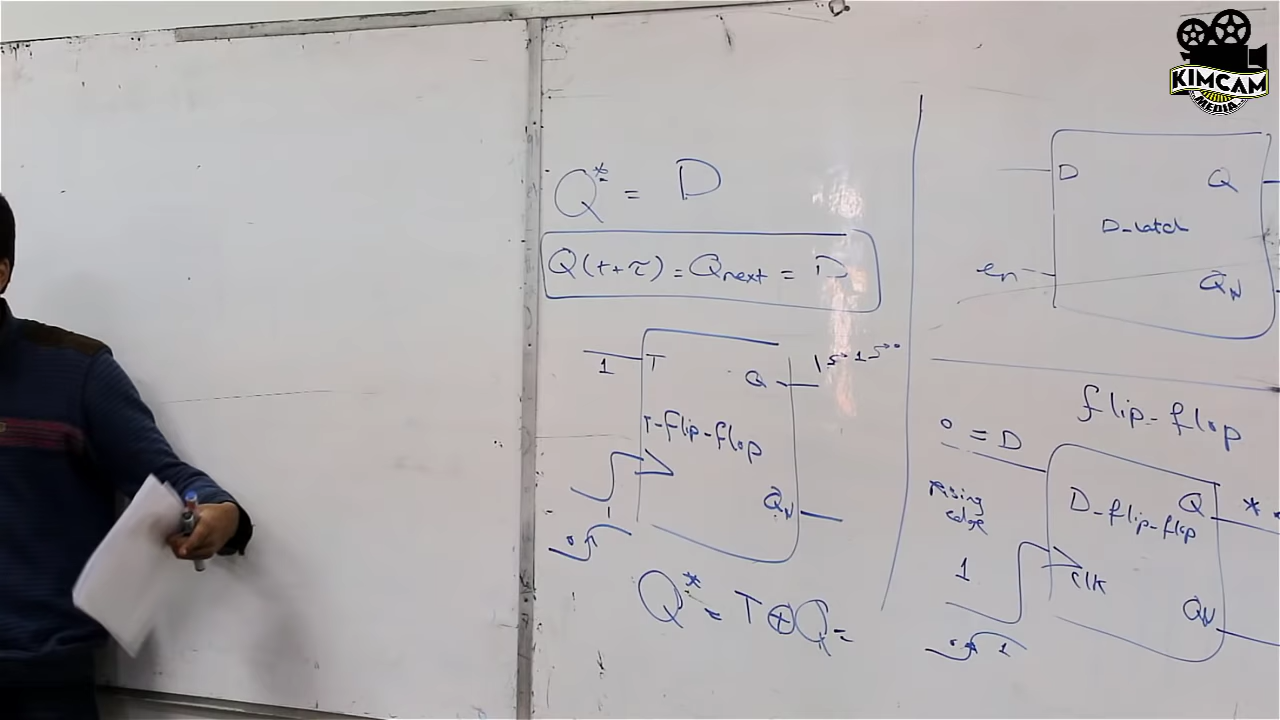 KIMCAM
MEDIA
Q* = D
Q(t+τ) = Qnext = D
1
T
Q
T-flip-flop
QN
Q* = T⊕Q =
D
Q
D-latch
en
QN
flip-flop
0 = D
rising
edge
1
D-flip-flop
Q
*
clk
QN
0 1